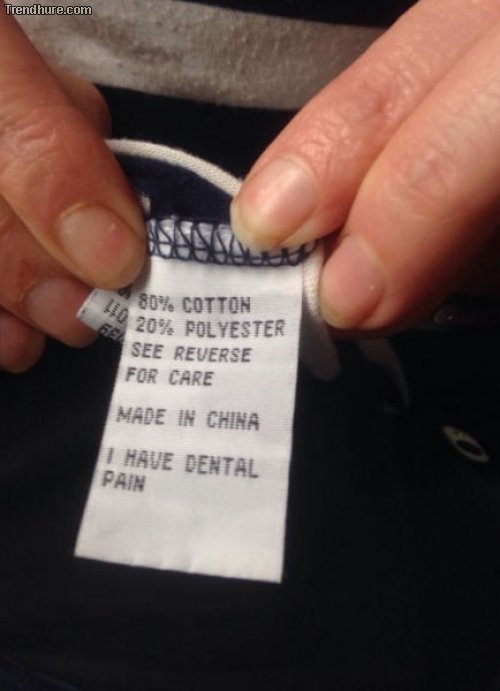 Trendhure.com
80% COTTON
20% POLYESTER
SEE REVERSE
FOR CARE
MADE IN CHINA
I HAVE DENTAL
PAIN